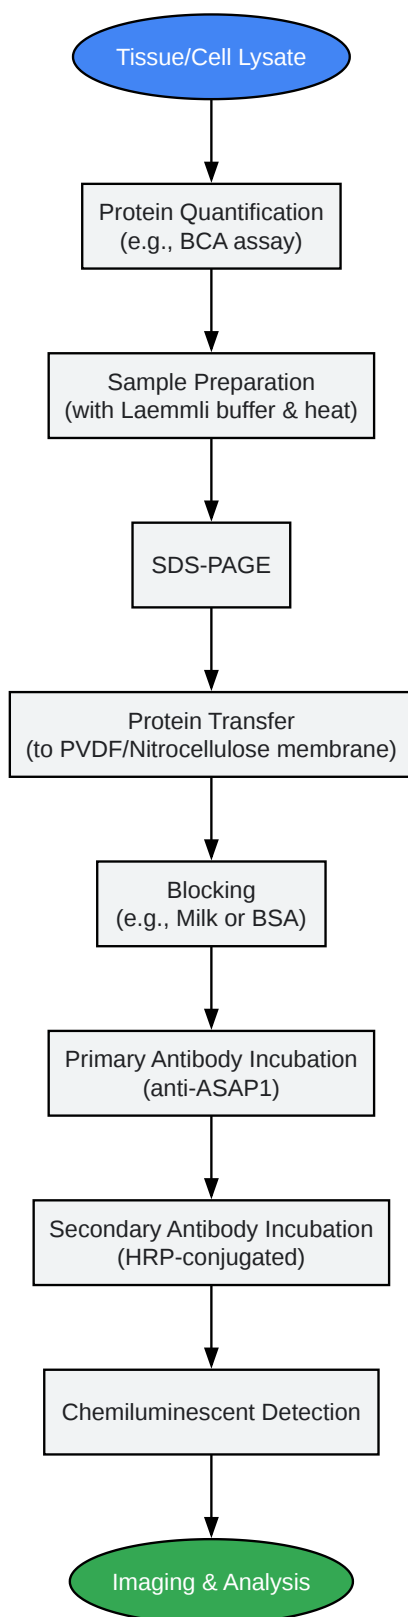 Tissue/Cell Lysate
Protein Quantification
(e.g., BCA assay)
Sample Preparation
(with Laemmli buffer & heat)
SDS-PAGE
Protein Transfer
(to PVDF/Nitrocellulose membrane)
Blocking
(e.g., Milk or BSA)
Primary Antibody Incubation
(anti-ASAP1)
Secondary Antibody Incubation
(HRP-conjugated)
Chemiluminescent Detection
Imaging & Analysis